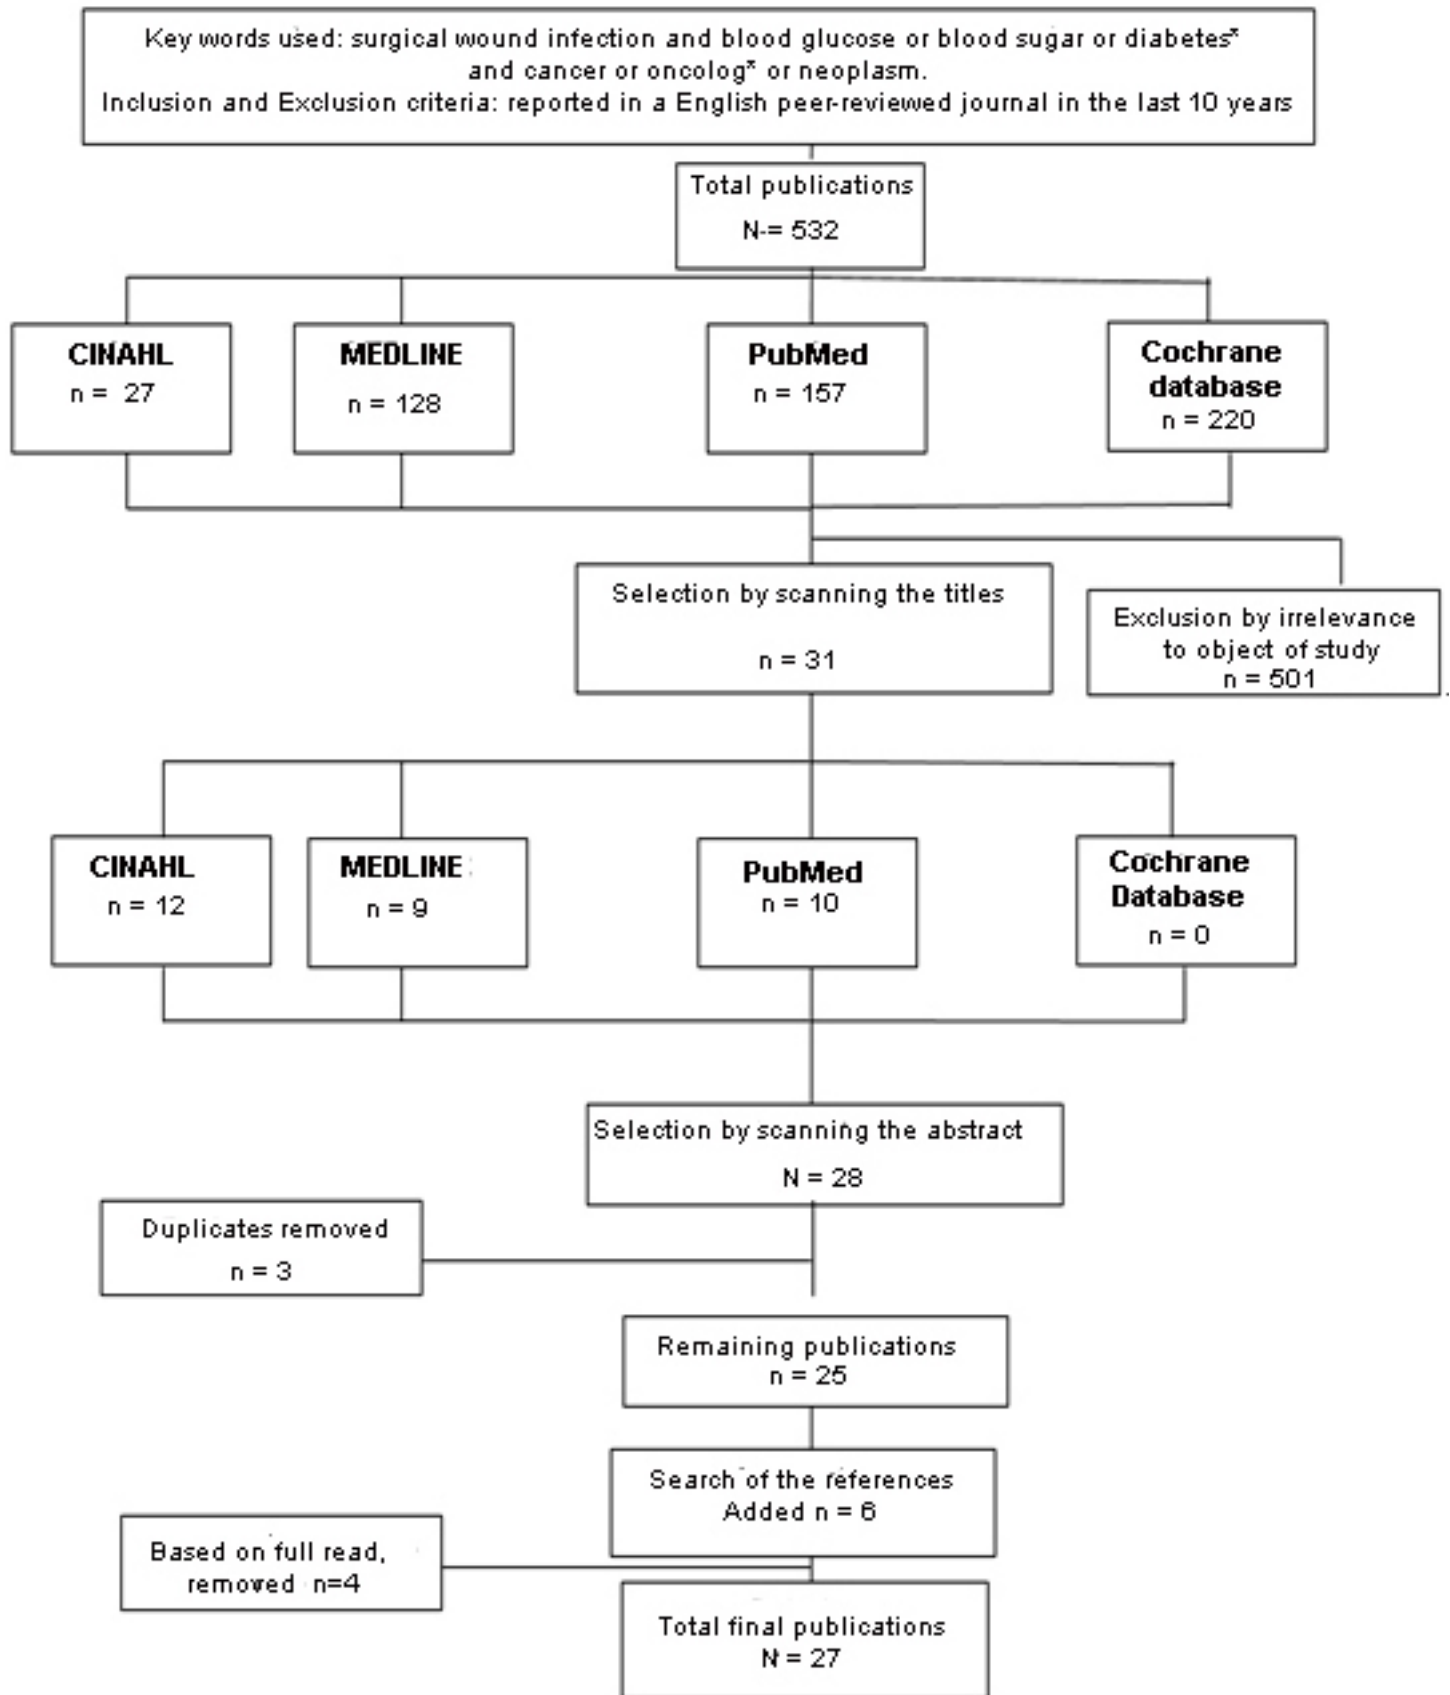 Key words used: surgical wound infection and blood glucose or blood sugar or diabetes*
and cancer or oncolog* or neoplasm.
Inclusion and Exclusion criteria: reported in a English peer-reviewed journal in the last 10 years
Total publications
N = 532
CINAHL
n = 27
MEDLINE
n = 128
PubMed
n = 157
Cochrane
database
n = 220
Selection by scanning the titles
n = 31
Exclusion by irrelevance
to object of study
n = 501
CINAHL
n = 12
MEDLINE
n = 9
PubMed
n = 10
Cochrane
Database
n = 0
Selection by scanning the abstract
N = 28
Duplicates removed
n = 3
Remaining publications
n = 25
Search of the references
Added n = 6
Based on full read,
removed n=4
Total final publications
N = 27